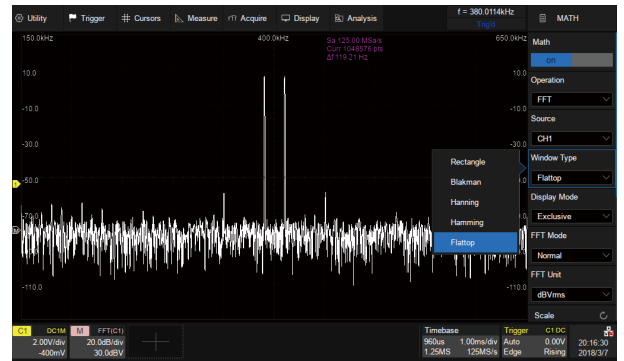 Utility Trigger Cursors Measure Acquire Display Analysis f = 380.0114kHz MATH
Trig'd
150.0kHz 400.0kHz Sa 125.00 MSa/s 650.0kHz Math
Curr 1048576 pts
Δf 119.21 Hz
on
10.0 10.0 Operation
FFT
-10.0 -10.0 Source
CH1
-30.0 -30.0
Rectangle Window Type
-50.0 Blakman Flattop
Hanning Display Mode
Hamming Exclusive
Flattop FFT Mode
Normal
FFT Unit
-110.0 -110.0 dBVrms
Scale
C1 DC1M M FFT(C1) Timebase Trigger C1 DC
2.00V/div 20.0dB/div 960us 1.00ms/div Auto 0.00V 20:16:30
-400mV 30.0dBV 1.25MS 125MS/s Edge Rising 2018/3/7